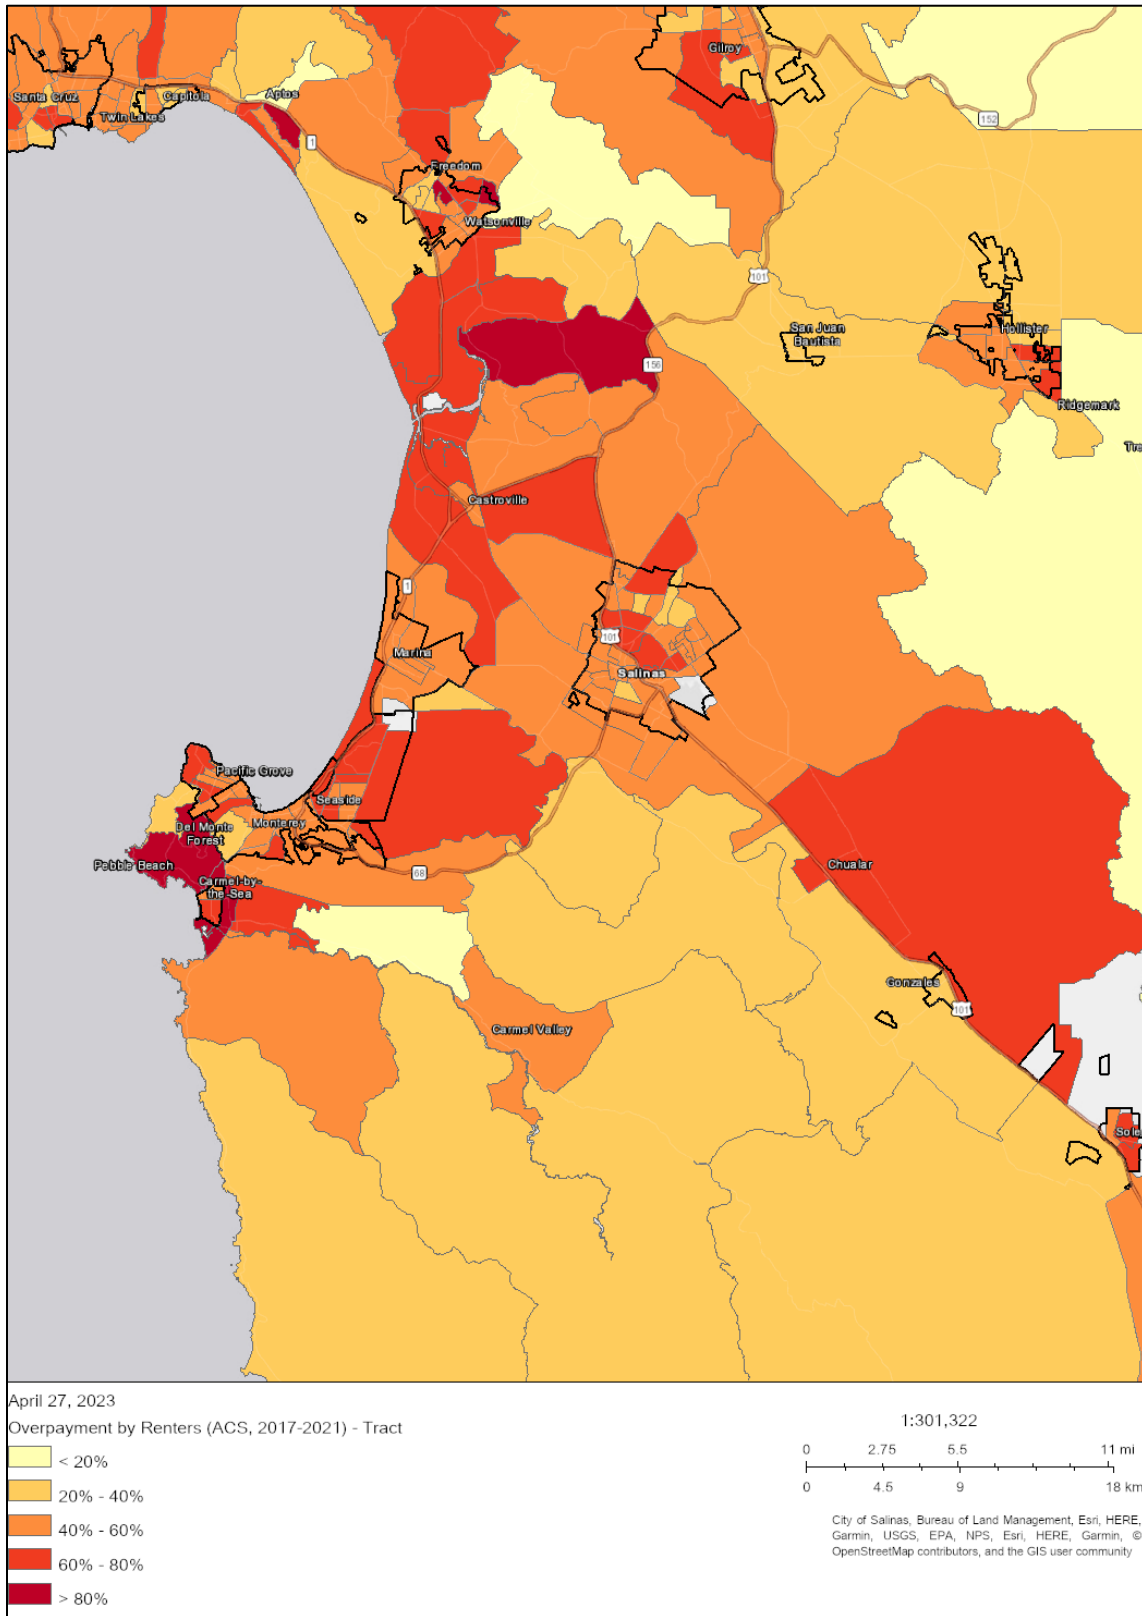 Gilroy
Santa Cruz
Capitola
Aptos
Twin Lakes
152
1
Freedom
Watsonville
101
San Juan
Bautista
Hollister
156
Ridgemark
Tre
Castroville
1
101
Marina
Salinas
Pacific Grove
Seaside
Del Monte
Forest
Monterey
Pebble Beach
68
Chualar
Carmel-by-
the-Sea
Gonzales
101
Carmel Valley
Sole
April 27, 2023
Overpayment by Renters (ACS, 2017-2021) - Tract
< 20%
20% - 40%
40% - 60%
60% - 80%
> 80%
1:301,322
0 2.75 5.5 11 mi
0 4.5 9 18 km
City of Salinas, Bureau of Land Management, Esri, HERE,
Garmin, USGS, EPA, NPS, Esri, HERE, Garmin, ©
OpenStreetMap contributors, and the GIS user community